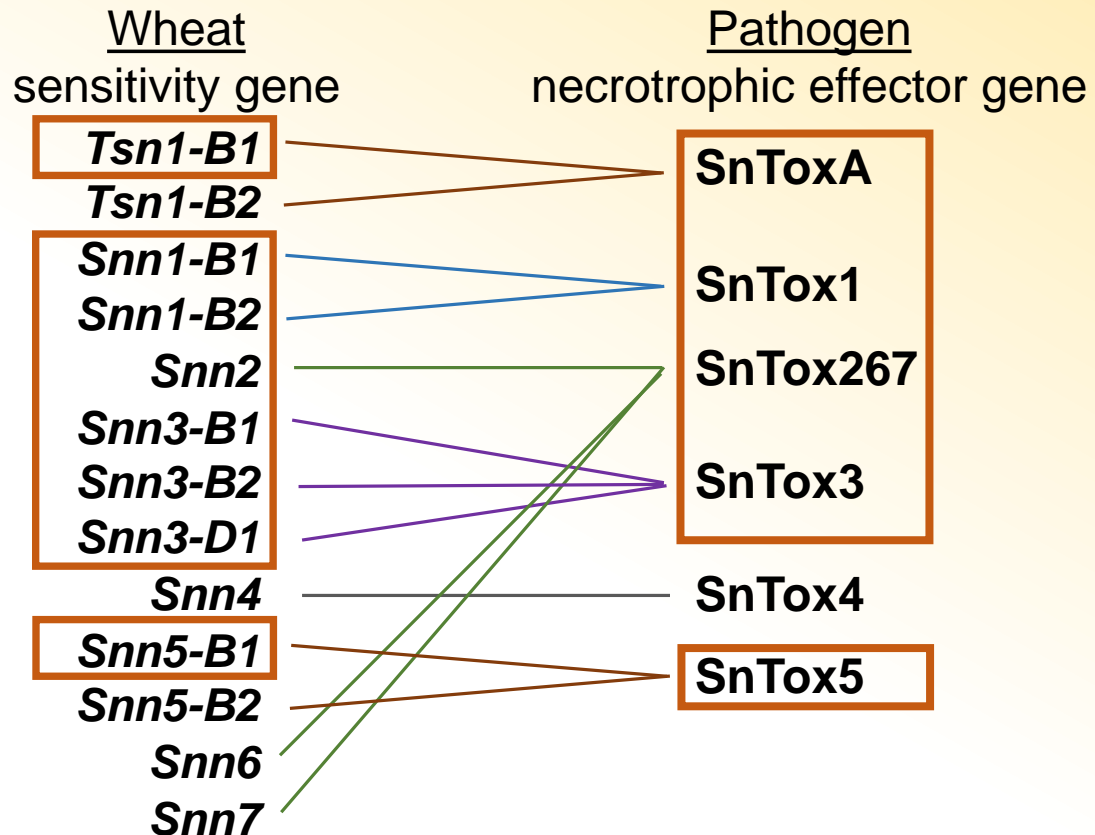 Wheat
sensitivity gene
Tsn1-B1
Tsn1-B2
Snn1-B1
Snn1-B2
Snn2
Snn3-B1
Snn3-B2
Snn3-D1
Snn4
Snn5-B1
Snn5-B2
Snn6
Snn7
Pathogen
necrotrophic effector gene
SnToxA
SnTox1
SnTox267
SnTox3
SnTox4
SnTox5